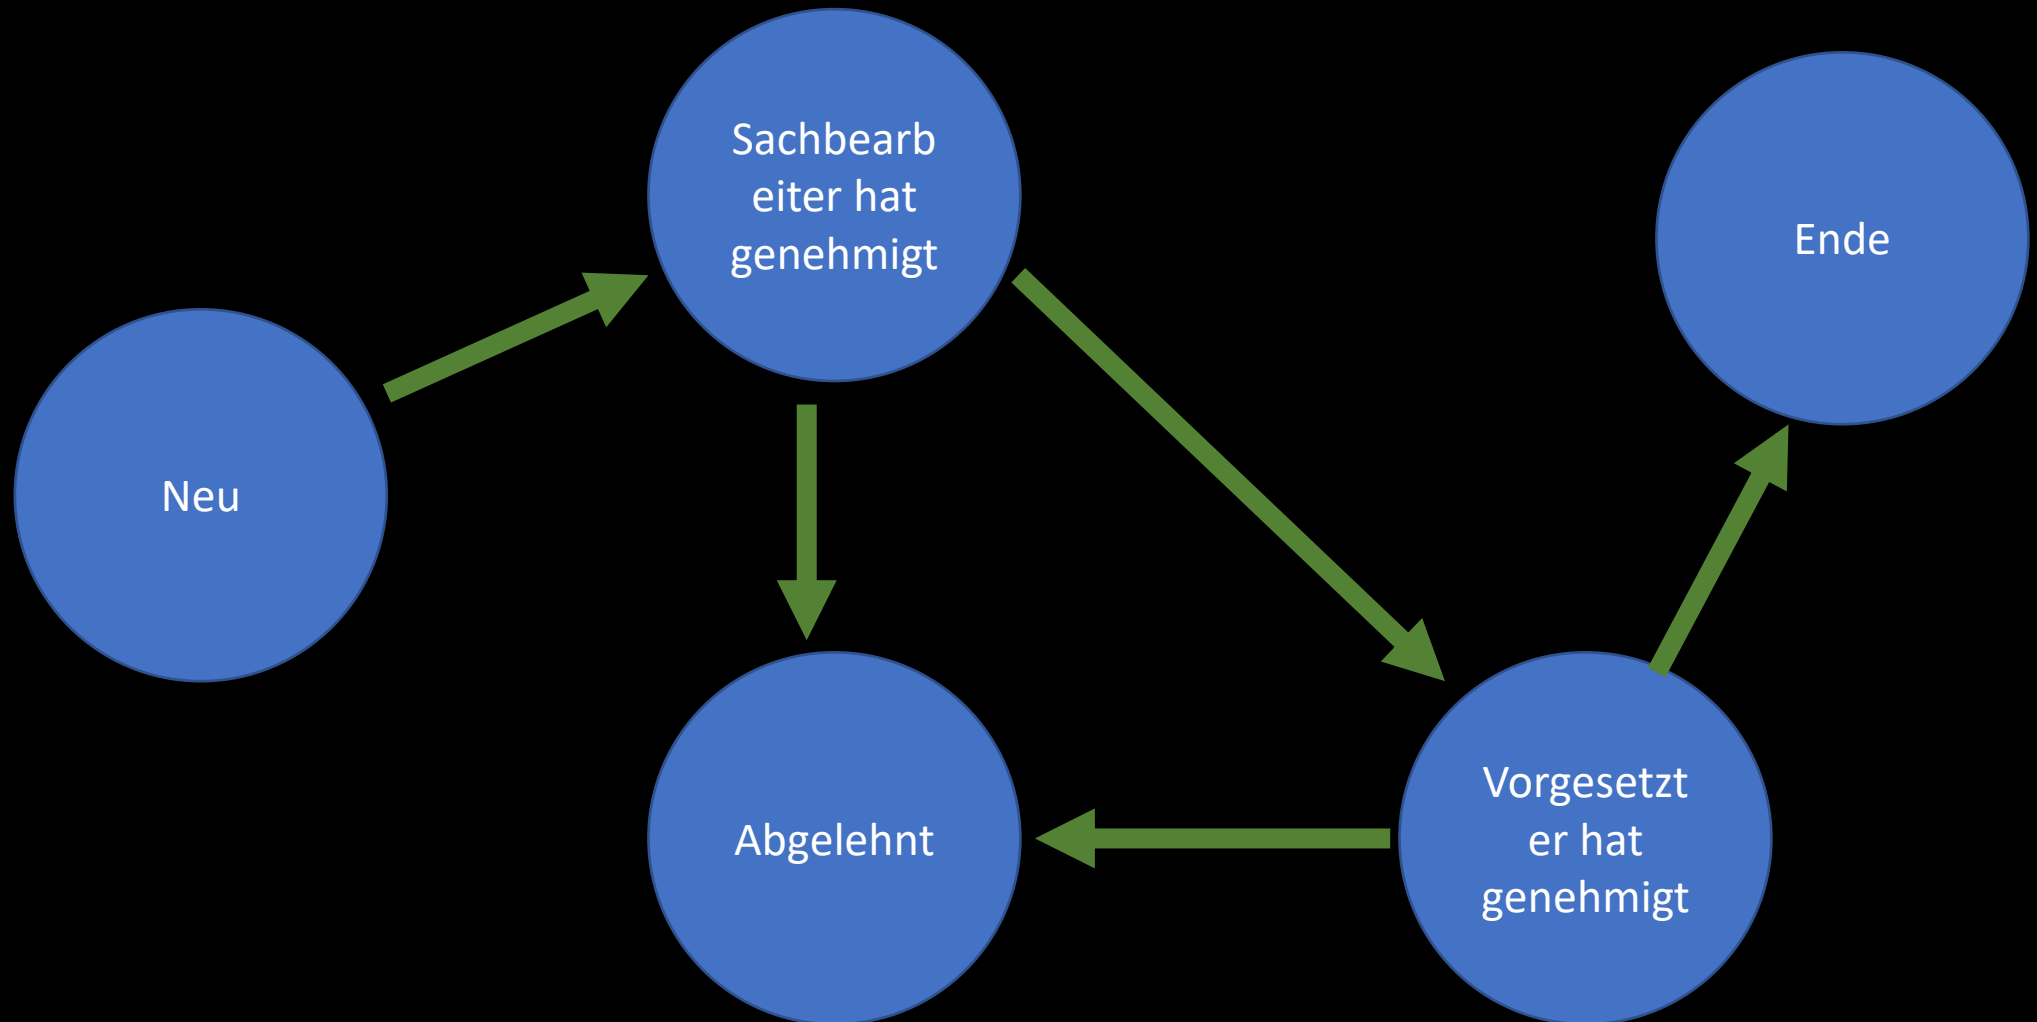 Sachbearb
eiter hat
genehmigt
Ende
Neu
Abgelehnt
Vorgesetzt
er hat
genehmigt